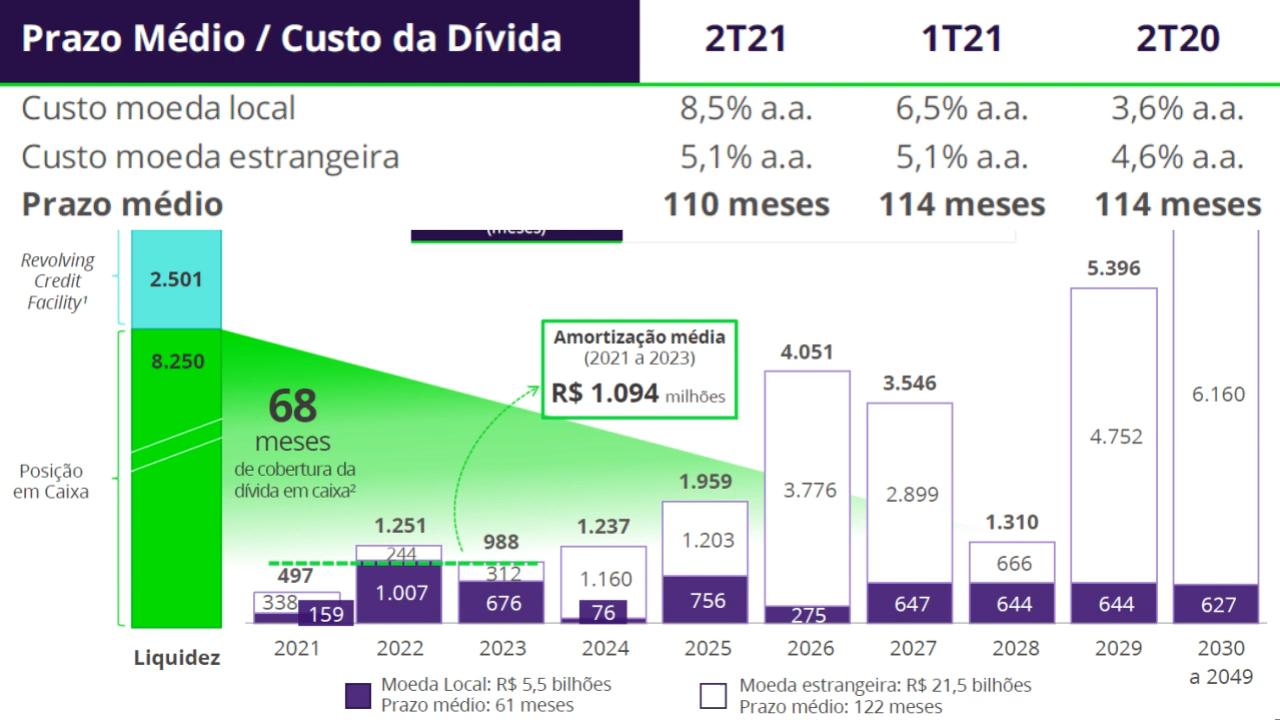 Prazo Médio / Custo da Dívida 2T21 1T21 2T20
Custo moeda local 8,5% a.a. 6,5% a.a. 3,6% a.a.
Custo moeda estrangeira 5,1% a.a. 5,1% a.a. 4,6% a.a.
Prazo médio 110 meses 114 meses 114 meses
(meses)
Revolving
Credit
Facility¹
2.501
8.250
Posição
em Caixa
Liquidez
68
meses
de cobertura da
dívida em caixa²
Amortização média
(2021 a 2023)
R$ 1.094 milhões
497
338
159
1.251
244
1.007
988
312
676
1.237
1.160
76
1.959
1.203
756
4.051
3.776
275
3.546
2.899
647
1.310
666
644
5.396
4.752
644
6.160
627
2021 2022 2023 2024 2025 2026 2027 2028 2029 2030
a 2049
Moeda Local: R$ 5,5 bilhões
Prazo médio: 61 meses
Moeda estrangeira: R$ 21,5 bilhões
Prazo médio: 122 meses